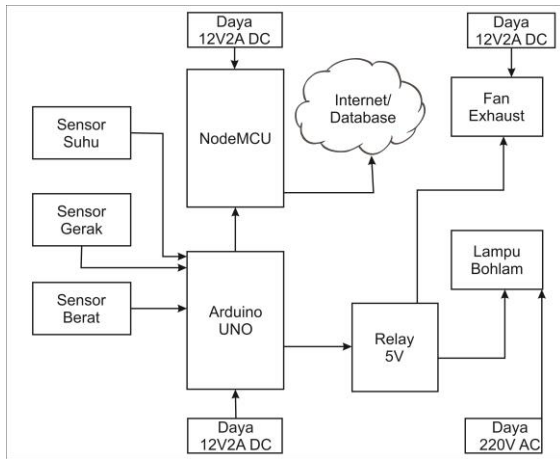 Daya
12V2A DC
Daya
12V2A DC
NodeMCU
Internet/
Database
Fan
Exhaust
Sensor
Suhu
Sensor
Gerak
Sensor
Berat
Arduino
UNO
Relay
5V
Lampu
Bohlam
Daya
12V2A DC
Daya
220V AC